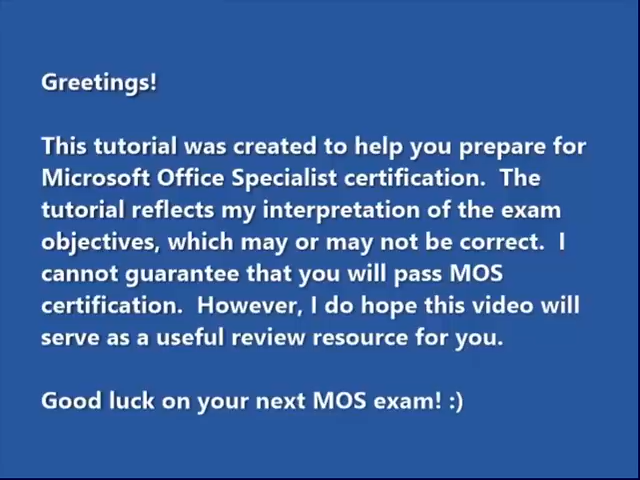 Greetings!
This tutorial was created to help you prepare for
Microsoft Office Specialist certification.  The
tutorial reflects my interpretation of the exam
objectives, which may or may not be correct.  I
cannot guarantee that you will pass MOS
certification.  However, I do hope this video will
serve as a useful review resource for you.
Good luck on your next MOS exam! :)